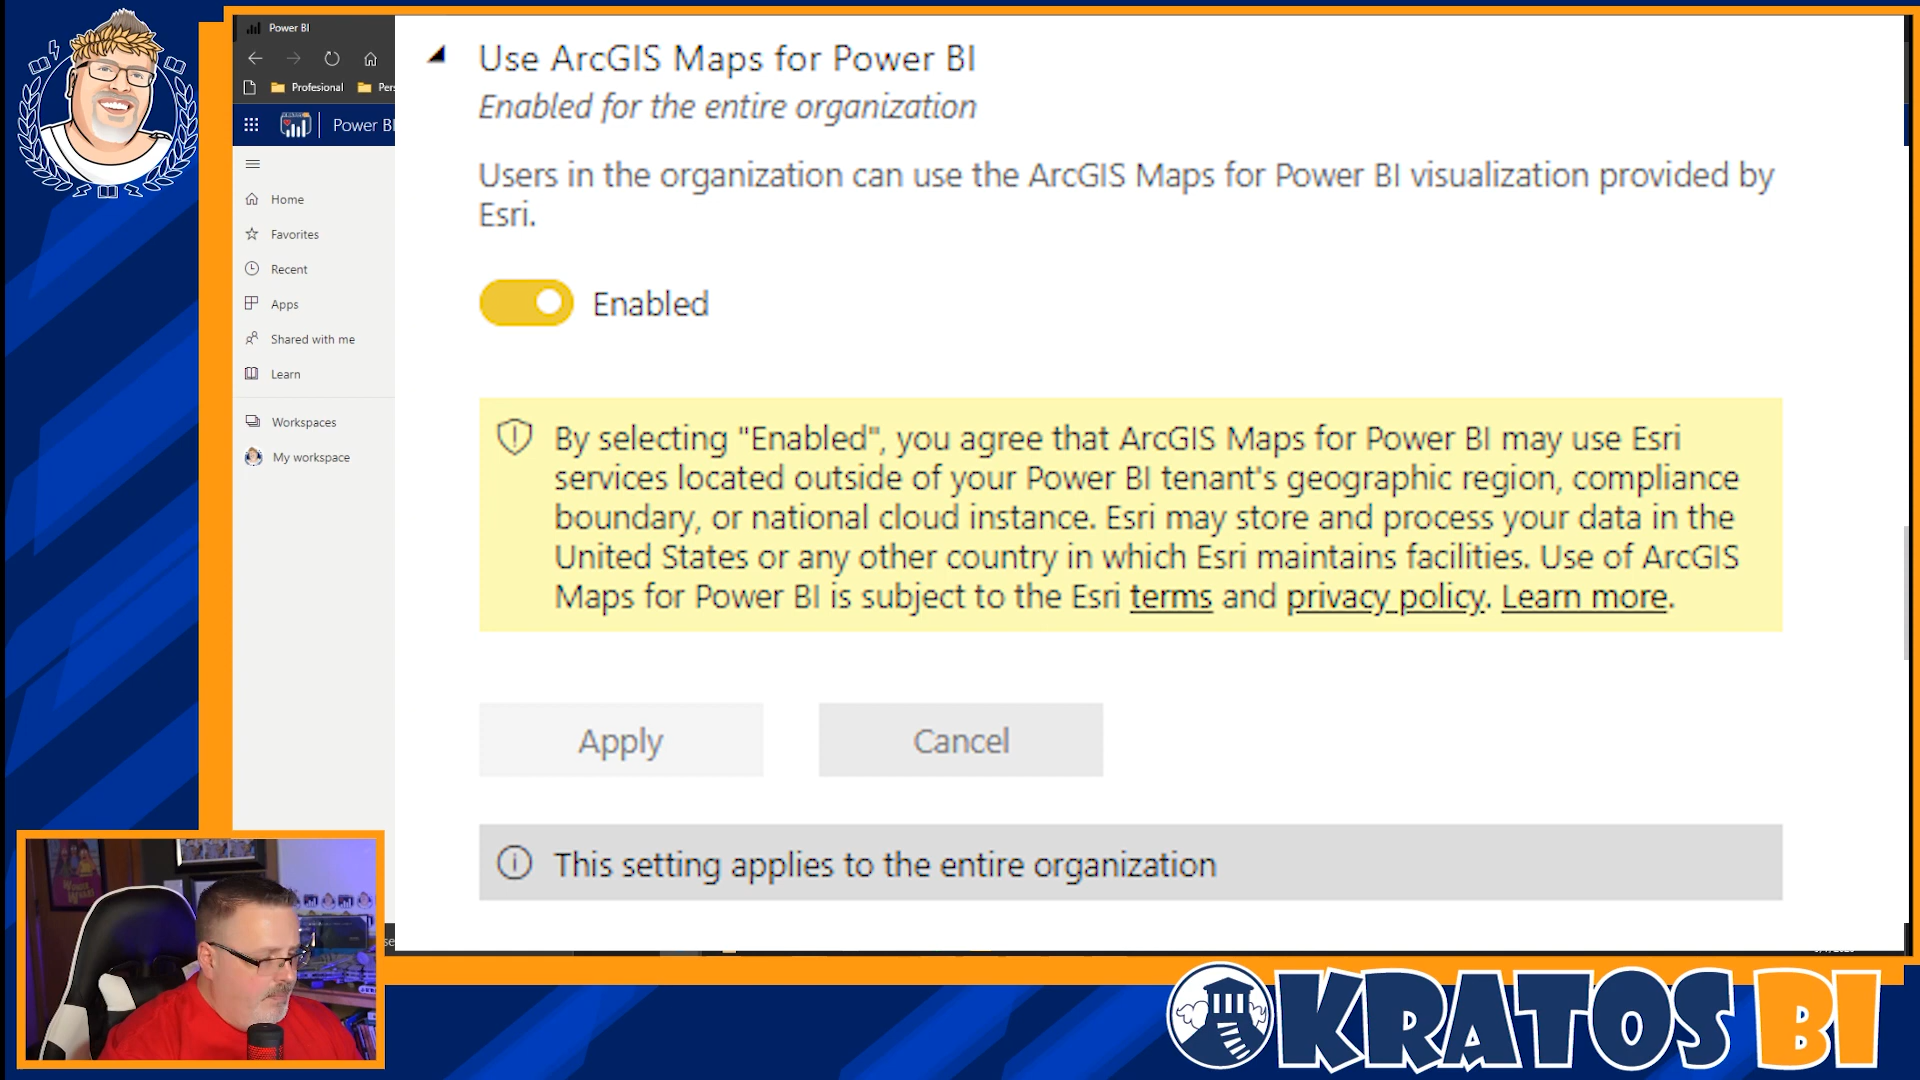 Power BI
Profesional
Power BI
Home
Favorites
Recent
Apps
Shared with me
Learn
Workspaces
My workspace
Use ArcGIS Maps for Power BI
Enabled for the entire organization
Users in the organization can use the ArcGIS Maps for Power BI visualization provided by
Esri.
Enabled
By selecting "Enabled", you agree that ArcGIS Maps for Power BI may use Esri
services located outside of your Power BI tenant's geographic region, compliance
boundary, or national cloud instance. Esri may store and process your data in the
United States or any other country in which Esri maintains facilities. Use of ArcGIS
Maps for Power BI is subject to the Esri terms and privacy policy. Learn more.
Apply
Cancel
This setting applies to the entire organization
KRATOS BI